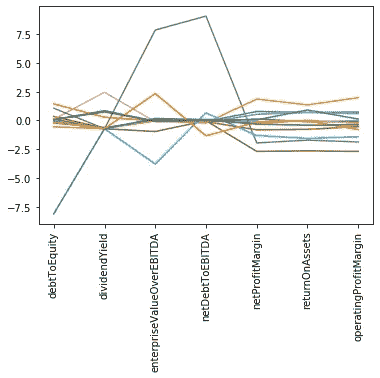 7.5
5.0
2.5
0.0
−2.5
−5.0
−7.5
debtToEquity
dividendYield
enterpriseValueOverEBITDA
netDebtToEBITDA
netProfitMargin
returnOnAssets
operatingProfitMargin